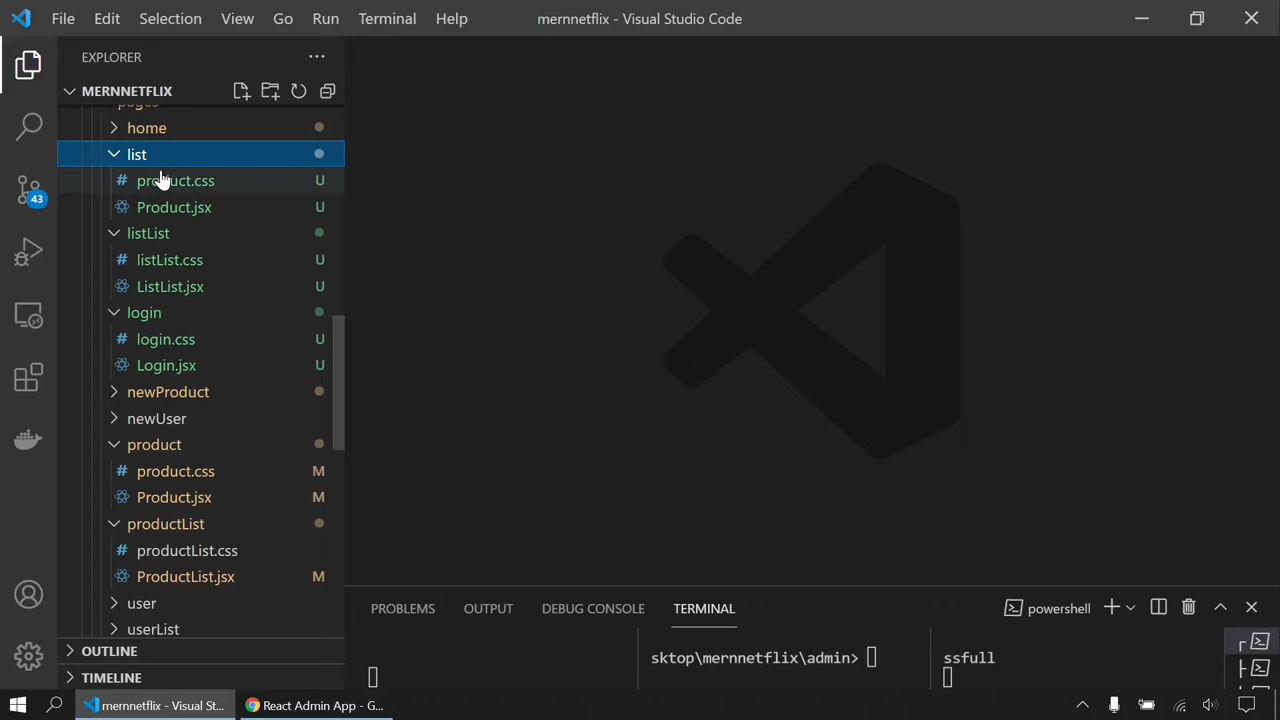 File Edit Selection View Go Run Terminal Help mernnetflix - Visual Studio Code
EXPLORER
MERNNETFLIX
pages
home
list
product.css U
Product.jsx U
listList
listList.css U
ListList.jsx U
login
login.css U
Login.jsx U
newProduct
newUser
product
product.css M
Product.jsx M
productList
productList.css
ProductList.jsx M
user
userList
OUTLINE
TIMELINE
43
PROBLEMS OUTPUT DEBUG CONSOLE TERMINAL powershell
sktop\mernnetflix\admin> ssfull
mernnetflix - Visual St... React Admin App - G...